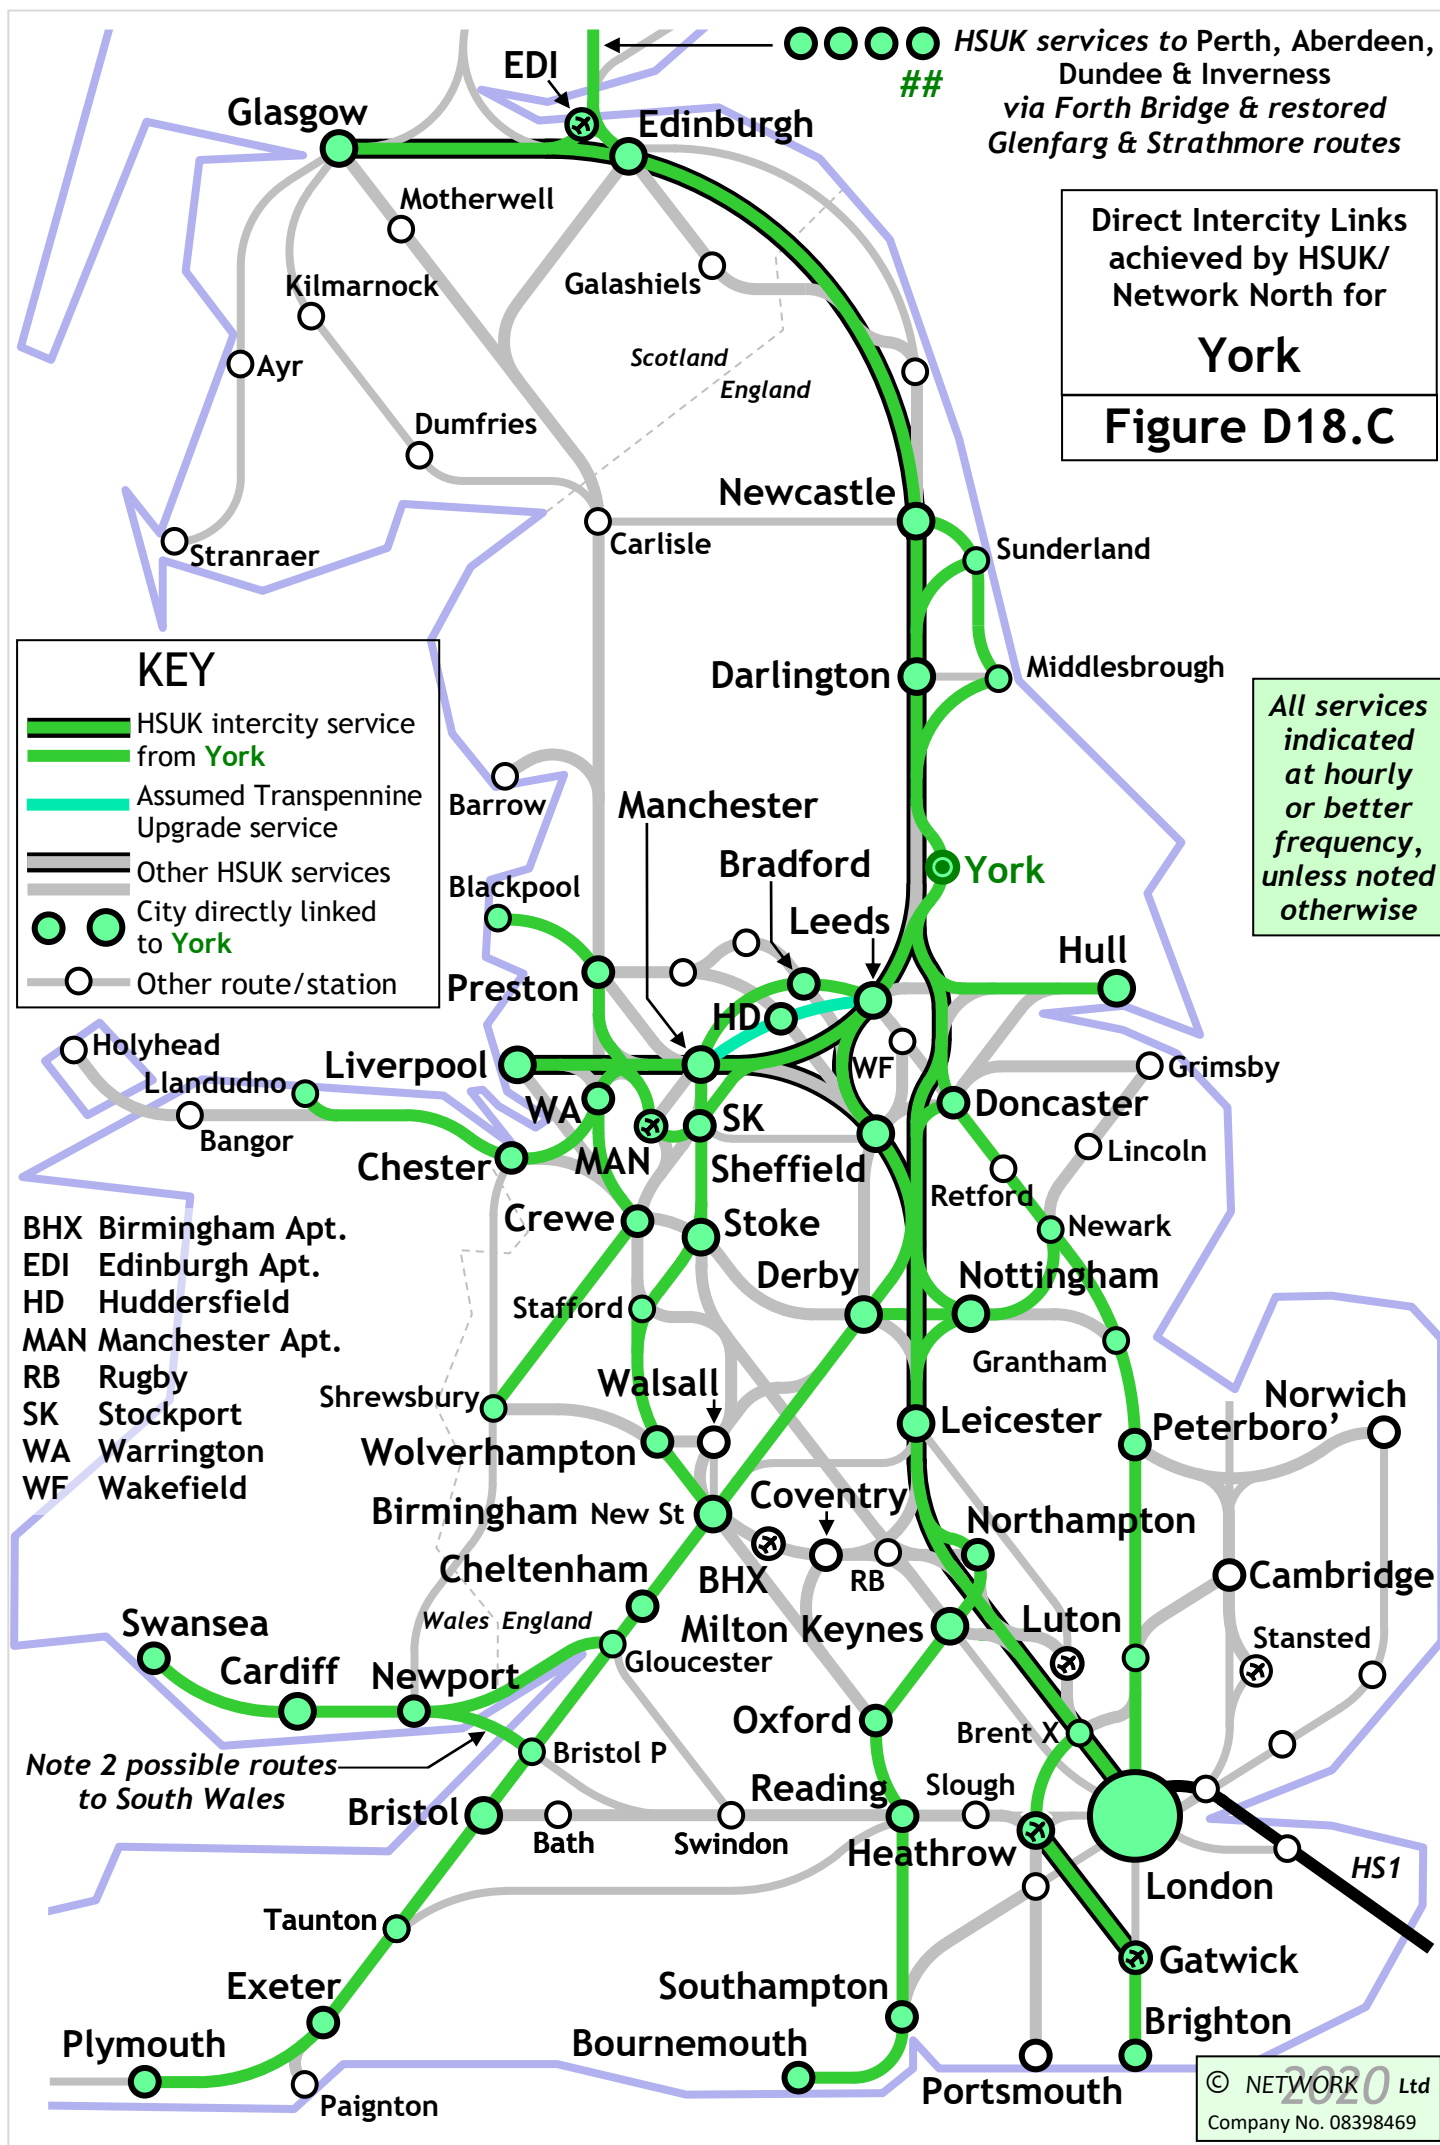 HSUK services to Perth, Aberdeen,
##
Dundee & Inverness
via Forth Bridge & restored
Glenfarg & Strathmore routes
EDI
Glasgow
Edinburgh
Motherwell
Direct Intercity Links
achieved by HSUK/
Network North for
York
Figure D18.C
Galashiels
Kilmarnock
Scotland
England
Ayr
Dumfries
Newcastle
Carlisle
Sunderland
Stranraer
KEY
HSUK intercity service
from York
Assumed Transpennine
Upgrade service
Other HSUK services
City directly linked
to York
Other route/station
Darlington
Middlesbrough
All services
indicated
at hourly
or better
frequency,
unless noted
otherwise
Barrow
Manchester
Bradford
York
Blackpool
Leeds
Hull
Preston
HD
WF
Holyhead
Llandudno
Liverpool
Grimsby
Bangor
WA
SK
Doncaster
Chester
MAN
Sheffield
Lincoln
Retford
BHX Birmingham Apt.
EDI Edinburgh Apt.
HD Huddersfield
MAN Manchester Apt.
RB Rugby
SK Stockport
WA Warrington
WF Wakefield
Crewe
Stoke
Newark
Derby
Nottingham
Stafford
Grantham
Shrewsbury
Walsall
Norwich
Leicester
Peterboro’
Wolverhampton
Birmingham New St
Coventry
Northampton
Cheltenham
BHX
RB
Cambridge
Swansea
Wales England
Milton Keynes
Luton
Stansted
Cardiff
Newport
Gloucester
Oxford
Brent X
Note 2 possible routes
to South Wales
Bristol P
Reading
Slough
Bristol
Bath
Swindon
Heathrow
London
HS1
Taunton
Gatwick
Exeter
Southampton
Brighton
Plymouth
Bournemouth
Paignton
Portsmouth
© NETWORK 2020 Ltd
Company No. 08398469